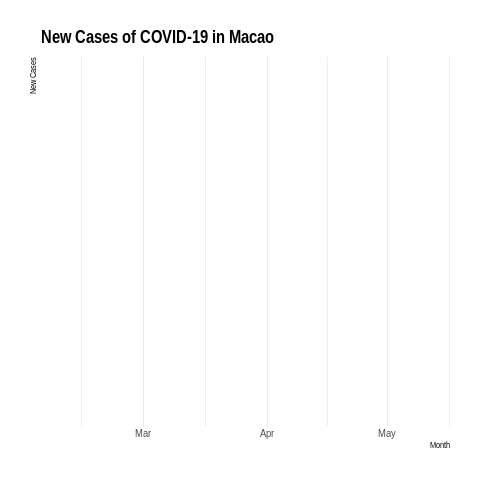 New Cases of COVID-19 in Macao
New Cases
Mar
Apr
May
Month